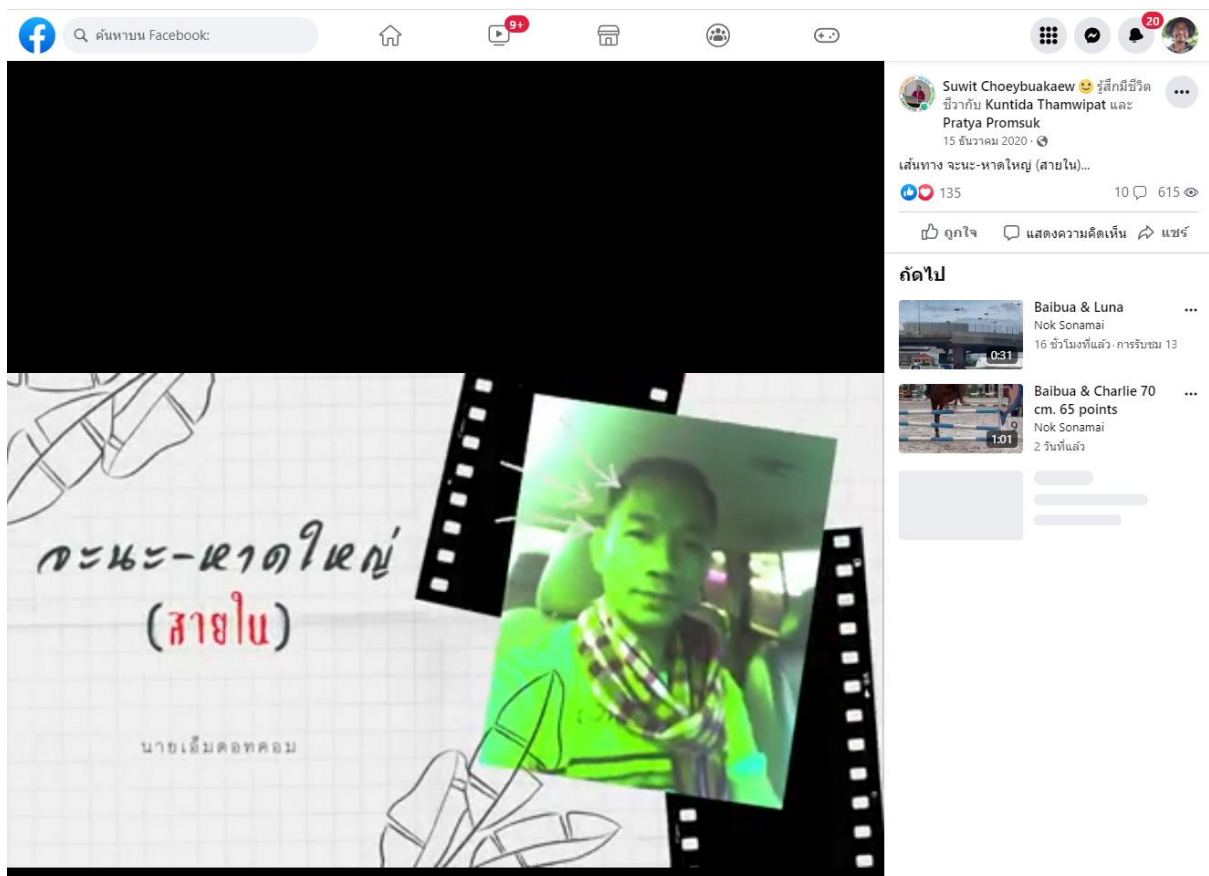 ค้นหาบน Facebook:
9+
20
Suwit Choeybuakaew รู้สึกมีชีวิต
ชีวากับ Kuntida Thamwipat และ
Pratya Promsuk
15 ธันวาคม 2020 ·
เส้นทาง จะนะ-หาดใหญ่ (สายใน)...
135
10
615
ถูกใจ
แสดงความคิดเห็น
แชร์
ถัดไป
Baibua & Luna
Nok Sonamai
16 ชั่วโมงที่แล้ว · การรับชม 13
0:31
Baibua & Charlie 70
cm. 65 points
Nok Sonamai
2 วันที่แล้ว
1:01
จะนะ-หาดใหญ่
(สายใน)
นายเอ็มดอทคอม